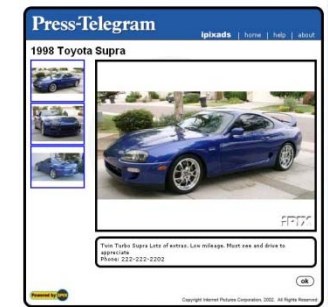 Press-Telegram
ipixads | home | help | about
1998 Toyota Supra
IPIX
Twin Turbo Supra Lots of extras. Low mileage. Must see and drive to
appreciate
Phone: 222-222-2202
ok
Powered by IPIX
Copyright Internet Pictures Corporation, 2002. All Rights Reserved